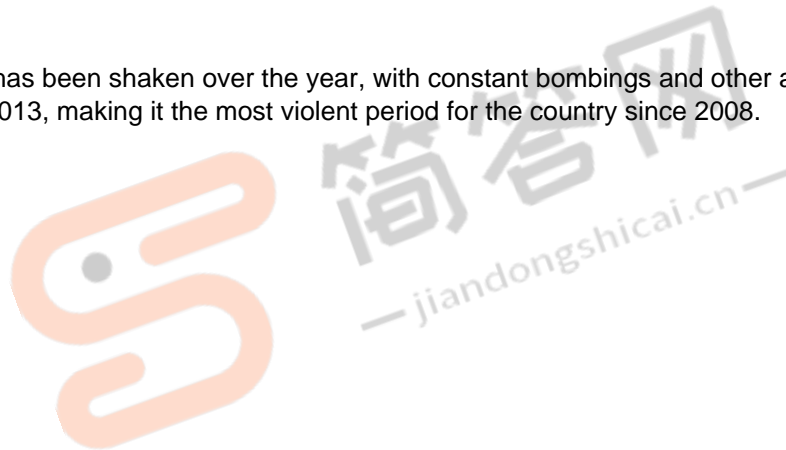 has been shaken over the year, with constant bombings and other a
013, making it the most violent period for the country since 2008.
简答网
jiandongshicai.cn